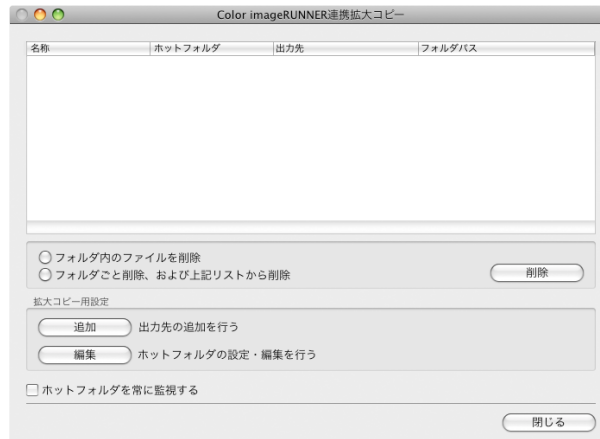 Color imageRUNNER連携拡大コピー
名称 ホットフォルダ 出力先 フォルダパス
フォルダ内のファイルを削除
フォルダごと削除、および上記リストから削除
削除
拡大コピー用設定
追加 出力先の追加を行う
編集 ホットフォルダの設定・編集を行う
ホットフォルダを常に監視する
閉じる